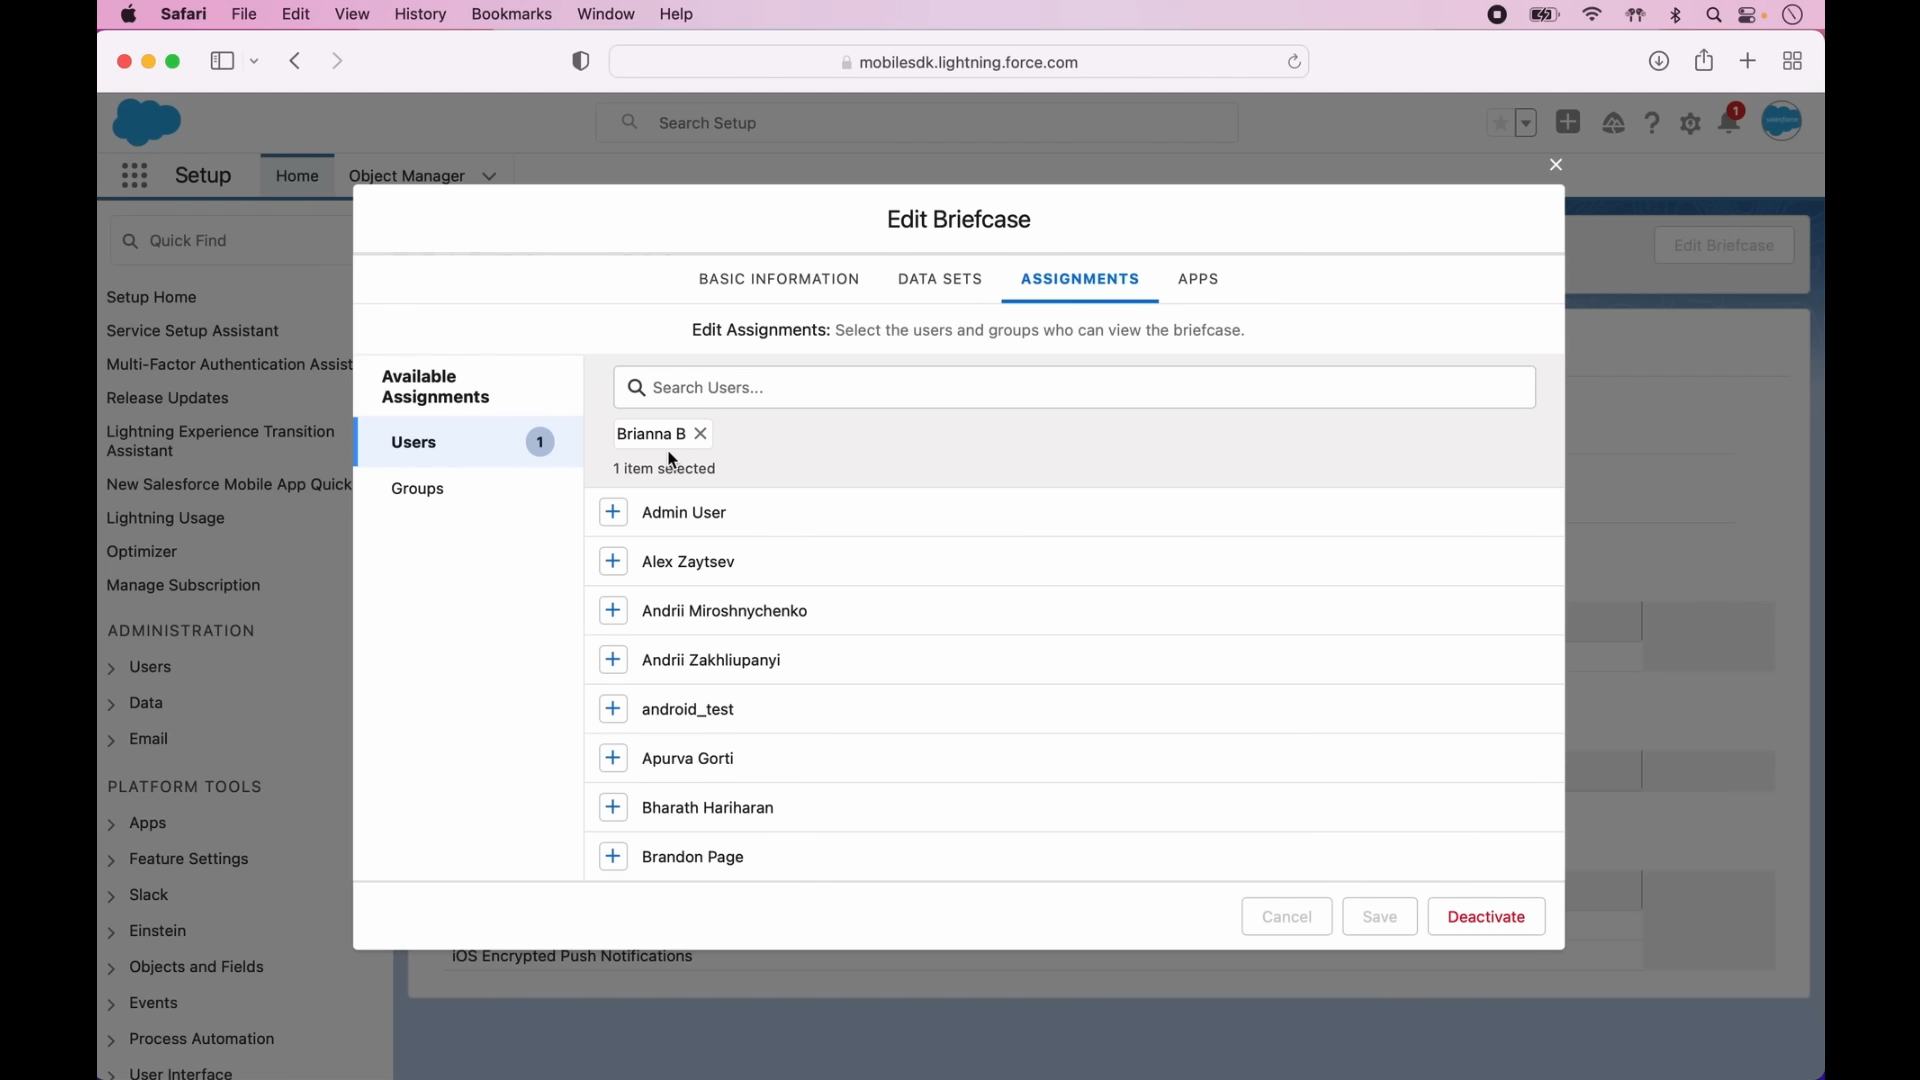 Safari File Edit View History Bookmarks Window Help
mobilesdk.lightning.force.com
Search Setup
1
salesforce
Setup Home Object Manager
Quick Find
Edit Briefcase
Setup Home
Service Setup Assistant
Multi-Factor Authentication Assist
Release Updates
Lightning Experience Transition
Assistant
New Salesforce Mobile App Quick
Lightning Usage
Optimizer
Manage Subscription
ADMINISTRATION
Users
Data
Email
PLATFORM TOOLS
Apps
Feature Settings
Slack
Einstein
Objects and Fields
Events
Process Automation
User Interface
Edit Briefcase
BASIC INFORMATION DATA SETS ASSIGNMENTS APPS
Edit Assignments: Select the users and groups who can view the briefcase.
Available
Assignments
Users 1
Groups
Search Users...
Brianna B
1 item selected
Admin User
Alex Zaytsev
Andrii Miroshnychenko
Andrii Zakhliupanyi
android_test
Apurva Gorti
Bharath Hariharan
Brandon Page
Cancel Save Deactivate
iOS Encrypted Push Notifications